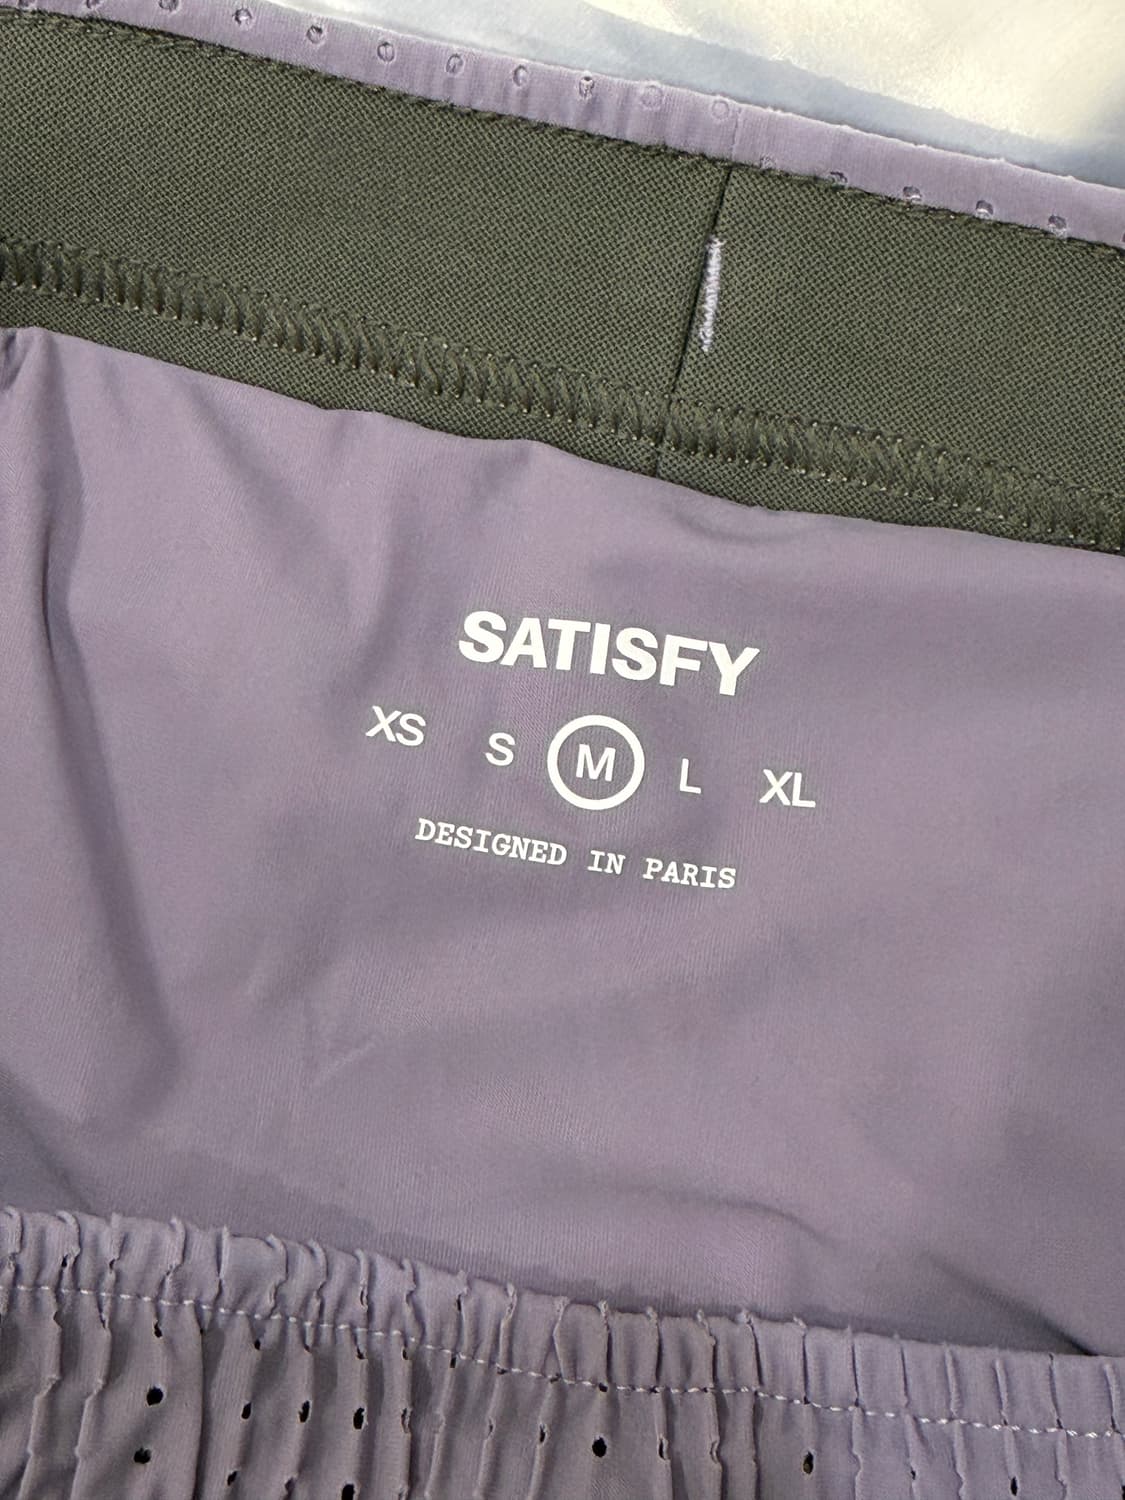 SATISFY
XS S M L XL
DESIGNED IN PARIS